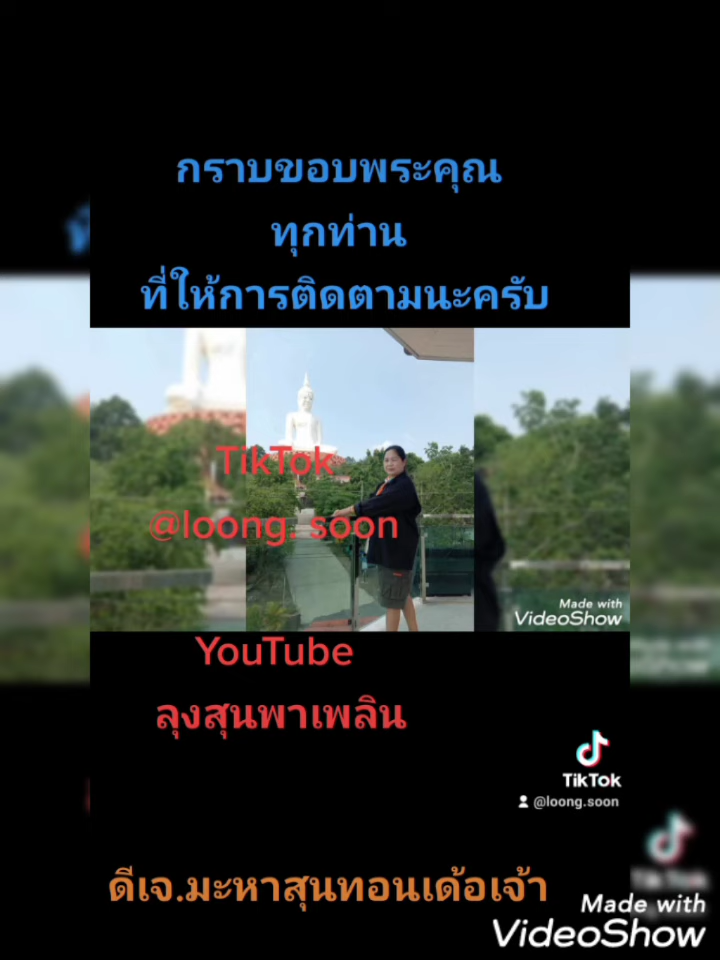 กราบขอบพระคุณ
ทุกท่าน
ที่ให้การติดตามนะครับ
TikTok
@loong. soon
Made with
VideoShow
YouTube
ลุงสุนพาเพลิน
TikTok
@loong.soon
ดีเจ.มะหาสุนทอนเด้อเจ้า
Made with
VideoShow